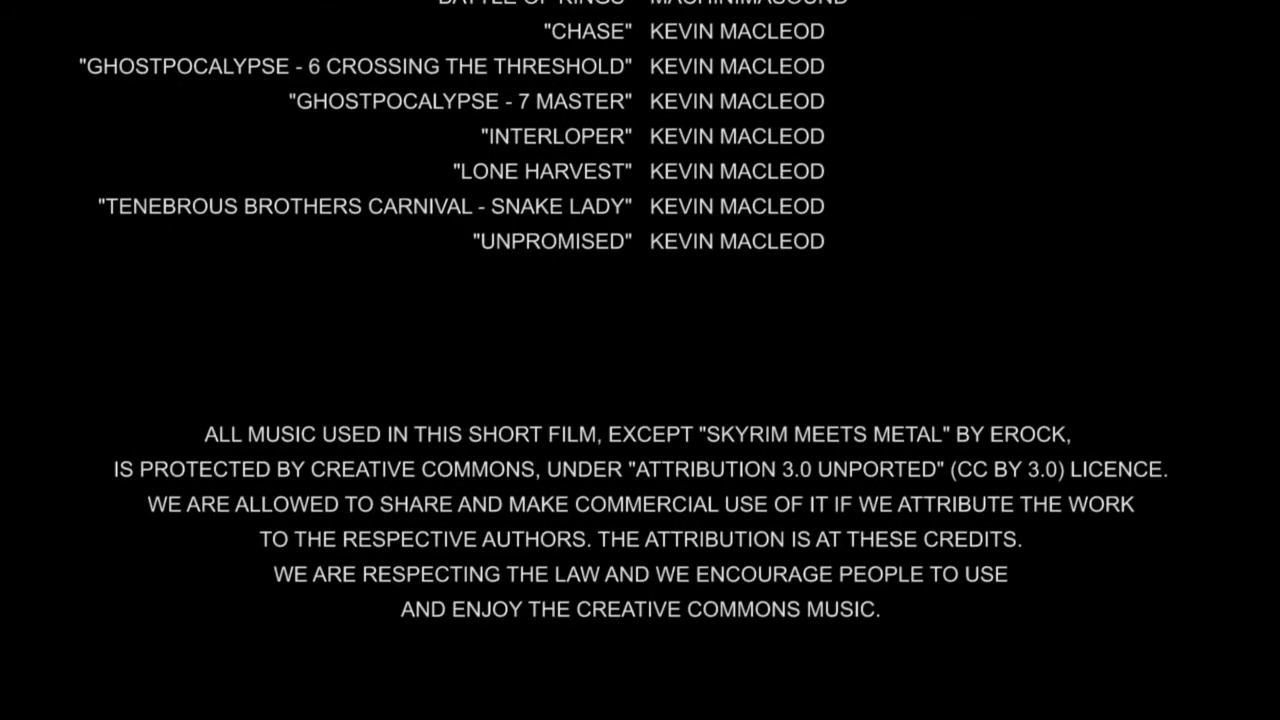 BATTLE OF KINGS" MACHINIMASOUND
"CHASE" KEVIN MACLEOD
"GHOSTPOCALYPSE - 6 CROSSING THE THRESHOLD" KEVIN MACLEOD
"GHOSTPOCALYPSE - 7 MASTER" KEVIN MACLEOD
"INTERLOPER" KEVIN MACLEOD
"LONE HARVEST" KEVIN MACLEOD
"TENEBROUS BROTHERS CARNIVAL - SNAKE LADY" KEVIN MACLEOD
"UNPROMISED" KEVIN MACLEOD
ALL MUSIC USED IN THIS SHORT FILM, EXCEPT "SKYRIM MEETS METAL" BY EROCK,
IS PROTECTED BY CREATIVE COMMONS, UNDER "ATTRIBUTION 3.0 UNPORTED" (CC BY 3.0) LICENCE.
WE ARE ALLOWED TO SHARE AND MAKE COMMERCIAL USE OF IT IF WE ATTRIBUTE THE WORK
TO THE RESPECTIVE AUTHORS. THE ATTRIBUTION IS AT THESE CREDITS.
WE ARE RESPECTING THE LAW AND WE ENCOURAGE PEOPLE TO USE
AND ENJOY THE CREATIVE COMMONS MUSIC.